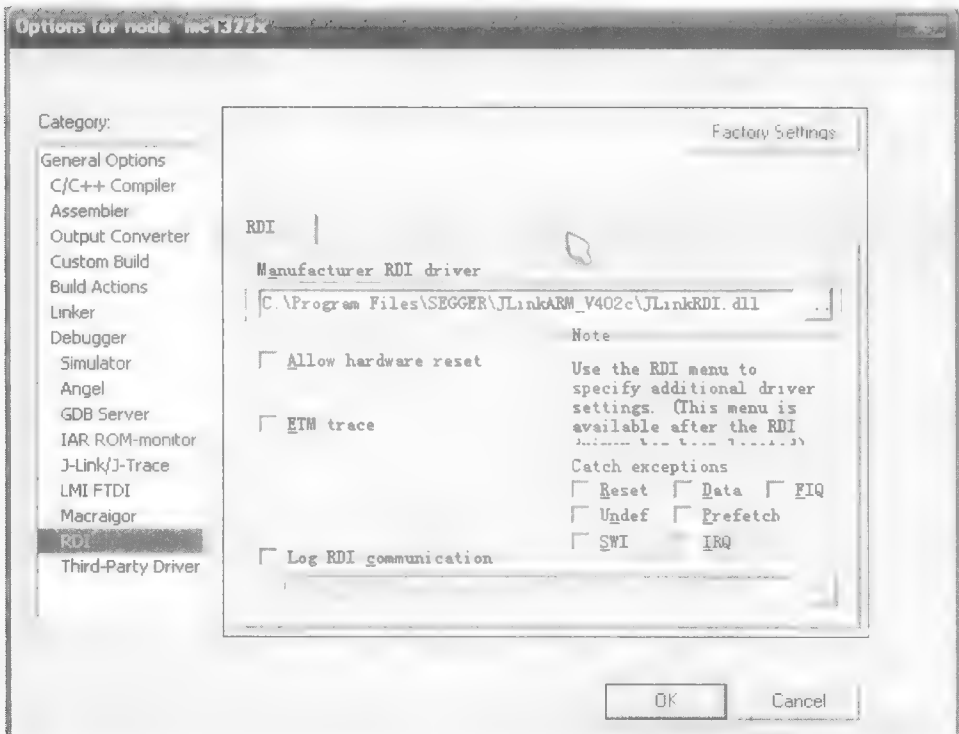 Options for node "mc1322x"
Category:
Factory Settings
General Options
C/C++ Compiler
Assembler
Output Converter
Custom Build
Build Actions
Linker
Debugger
Simulator
Angel
GDB Server
IAR ROM-monitor
J-Link/J-Trace
LMI FTDI
Macraigor
RDI
Third-Party Driver
RDI
Manufacturer RDI driver
C:\Program Files\SEGGER\JLinkARM_V402c\JLinkRDI.dll
Allow hardware reset
ETM trace
Log RDI communication
Note
Use the RDI menu to
specify additional driver
settings. (This menu is
available after the RDI
Catch exceptions
Reset Data FIQ
Undef Prefetch
SWI IRQ
OK Cancel